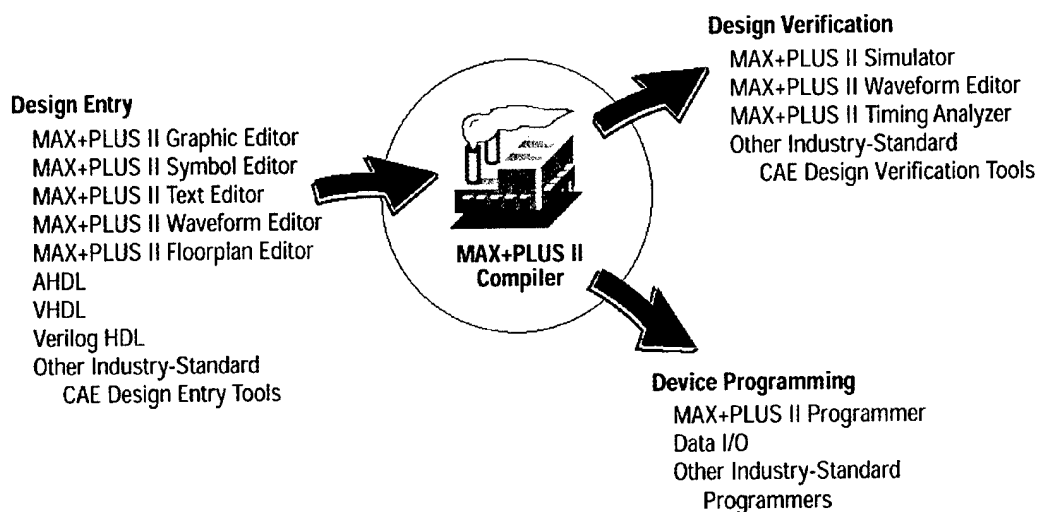 Design Entry
MAX+PLUS II Graphic Editor
MAX+PLUS II Symbol Editor
MAX+PLUS II Text Editor
MAX+PLUS II Waveform Editor
MAX+PLUS II Floorplan Editor
AHDL
VHDL
Verilog HDL
Other Industry-Standard
CAE Design Entry Tools
MAX+PLUS II
Compiler
Design Verification
MAX+PLUS II Simulator
MAX+PLUS II Waveform Editor
MAX+PLUS II Timing Analyzer
Other Industry-Standard
CAE Design Verification Tools
Device Programming
MAX+PLUS II Programmer
Data I/O
Other Industry-Standard
Programmers